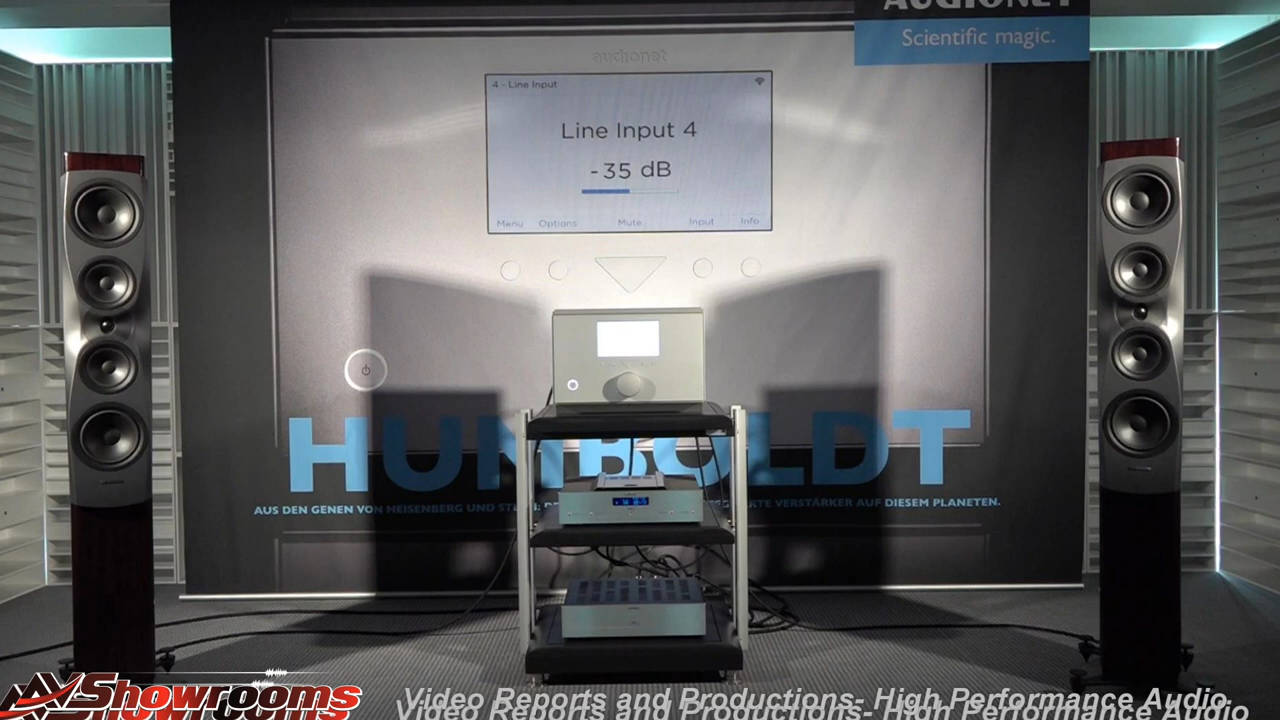 AUDIONET
Scientific magic.
audionet
4 - Line Input
Line Input 4
-35 dB
Menu Options Mute Input Info
HUMBOLDT
AUS DEN GENEN VON HEISENBERG UND KTE VERSTÄRKER AUF DIESEM PLANETEN.
AVShowrooms
Video Reports and Productions- High Performance Audio